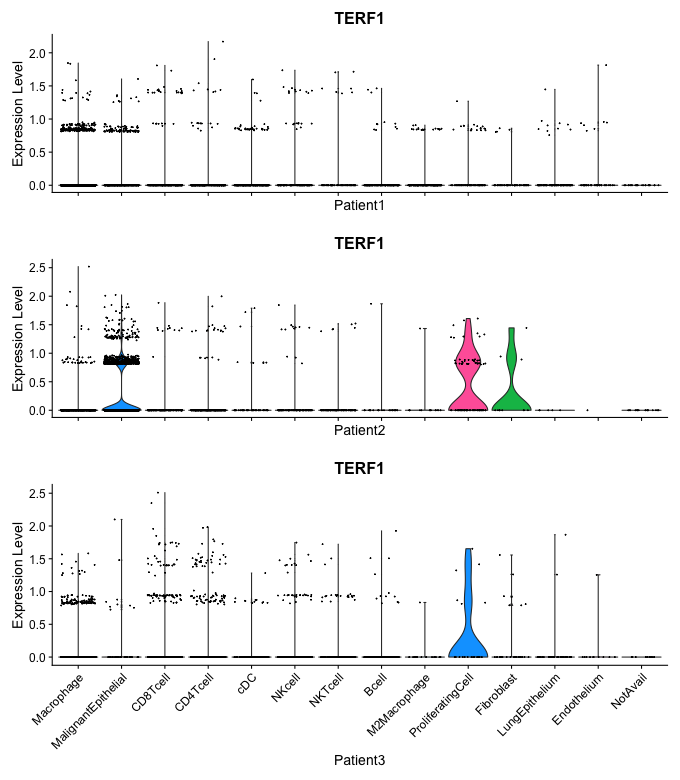 TERF1
Expression Level
2.0
1.5
1.0
0.5
0.0
Patient1
TERF1
Expression Level
2.5
2.0
1.5
1.0
0.5
0.0
Patient2
TERF1
Expression Level
2.5
2.0
1.5
1.0
0.5
0.0
Macrophage
MalignantEpithelial
CD8Tcell
CD4Tcell
cDC
NKcell
NKTcell
Bcell
M2Macrophage
ProliferatingCell
Fibroblast
LungEpithelium
Endothelium
NotAvail
Patient3